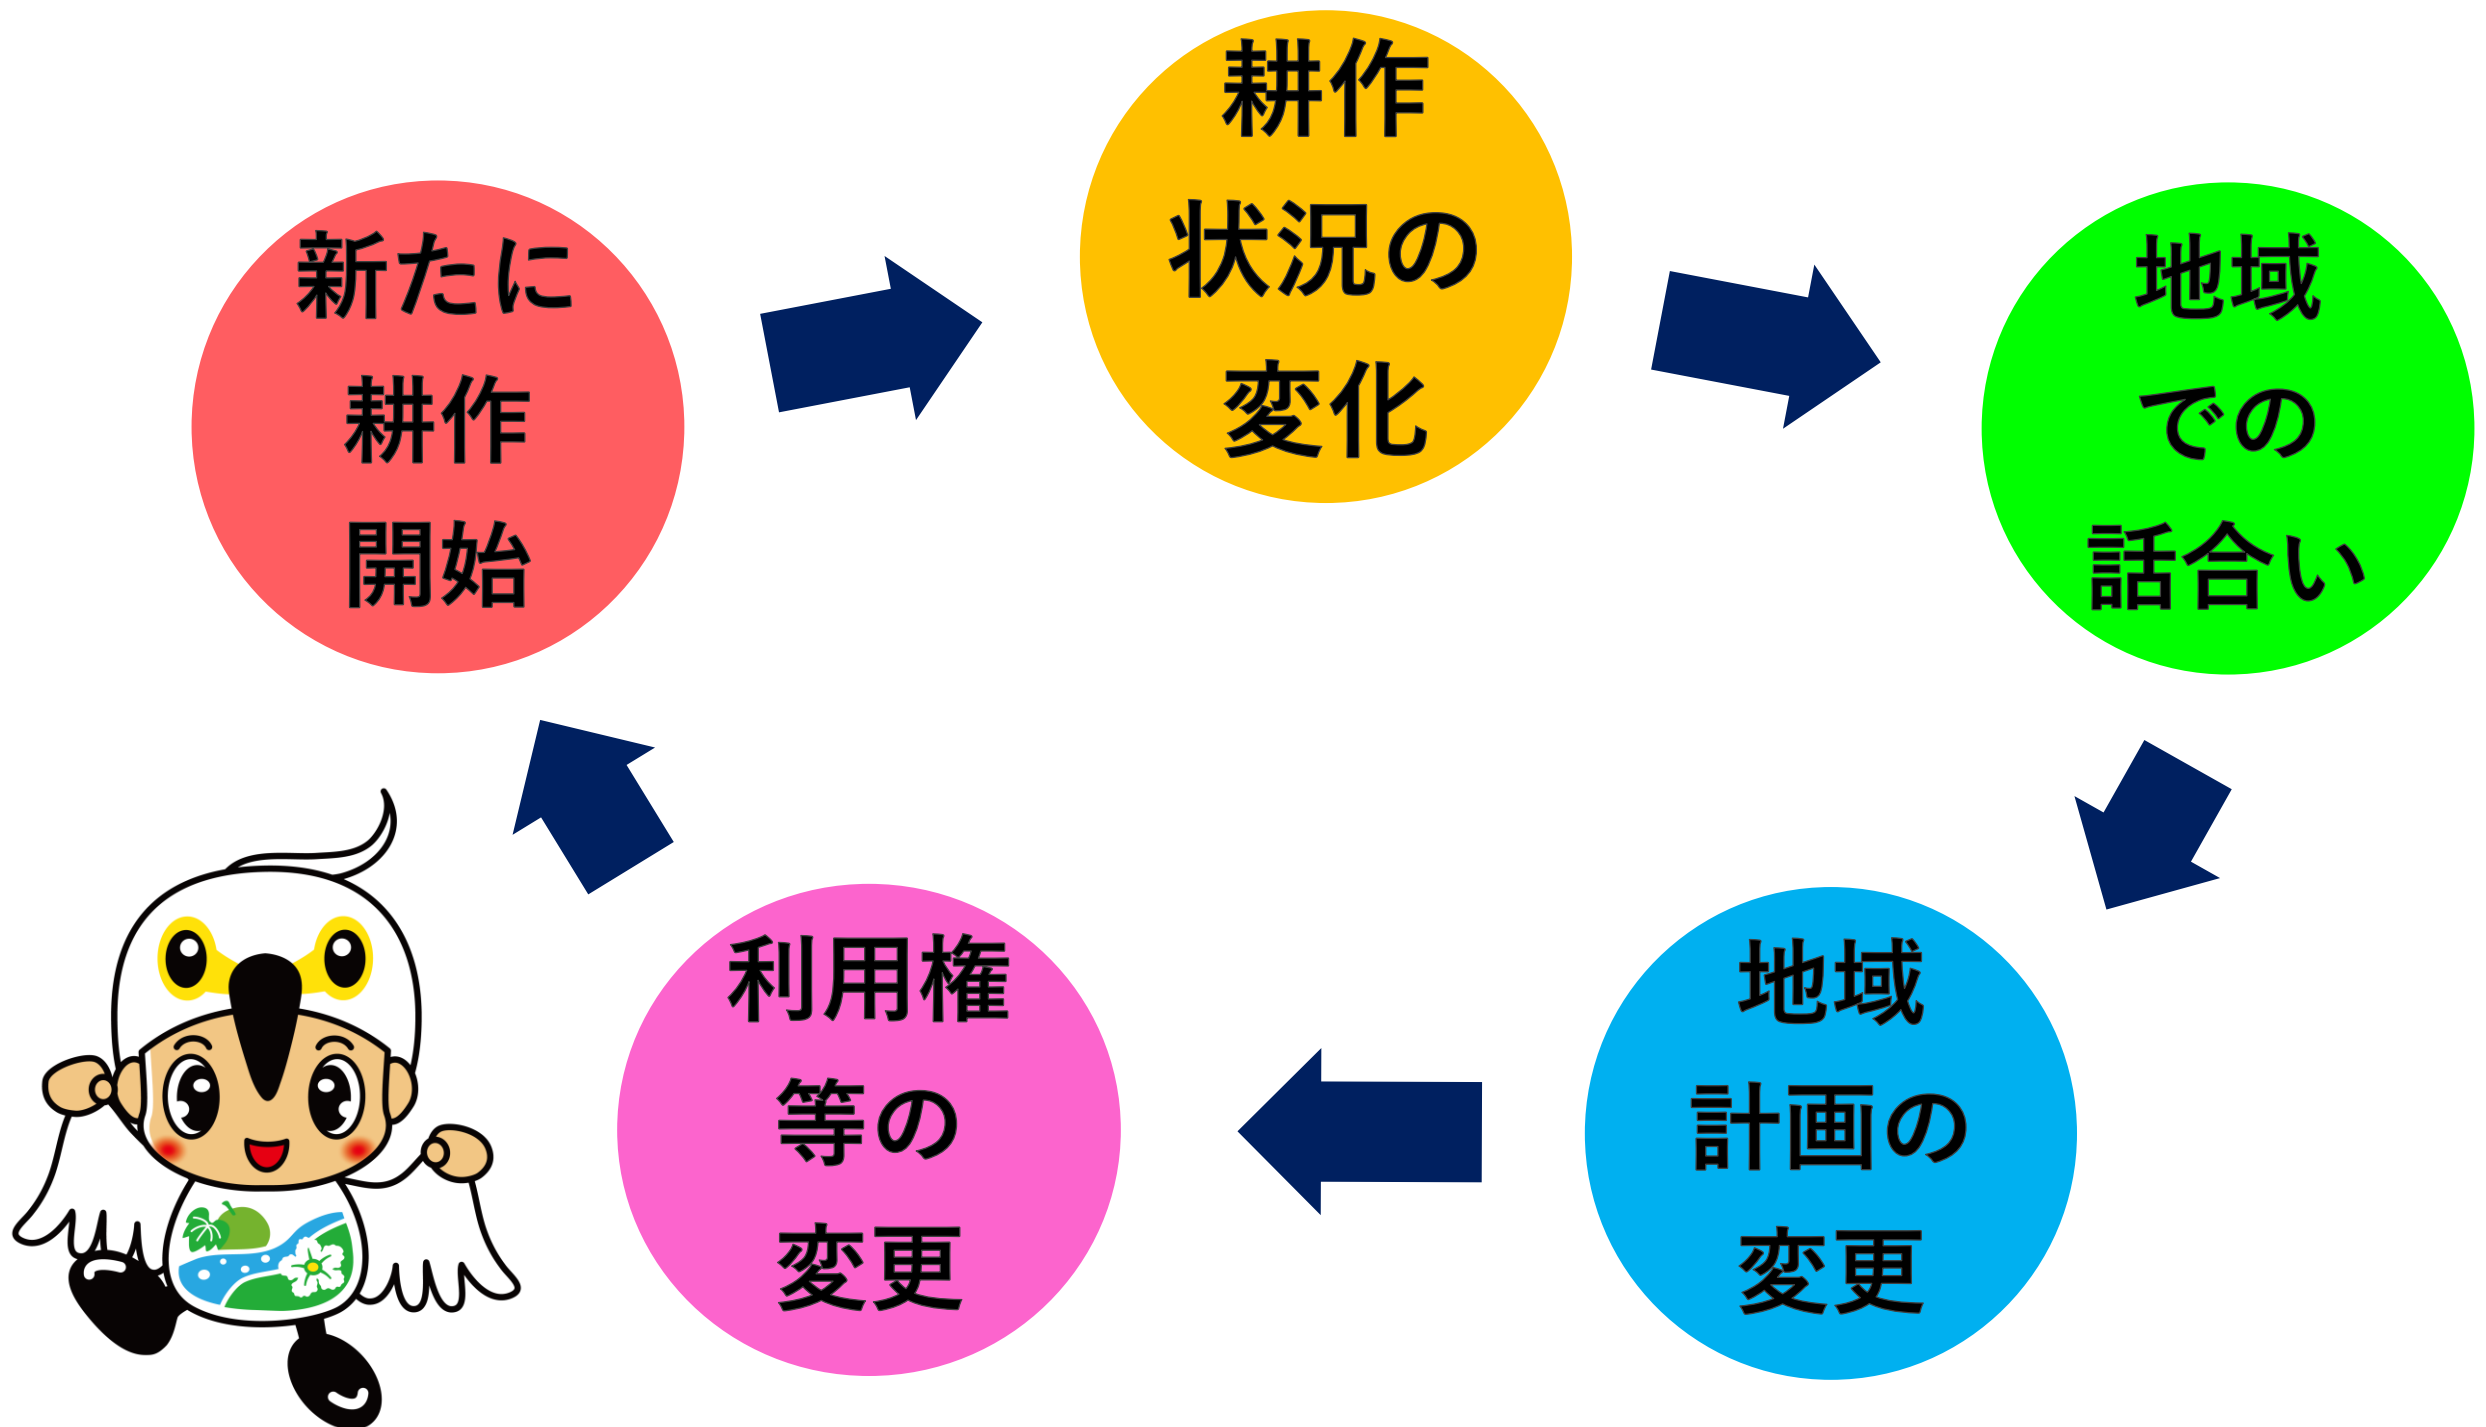 新たに
耕作
開始
耕作
状況の
変化
地域
での
話合い
地域
計画の
変更
利用権
等の
変更